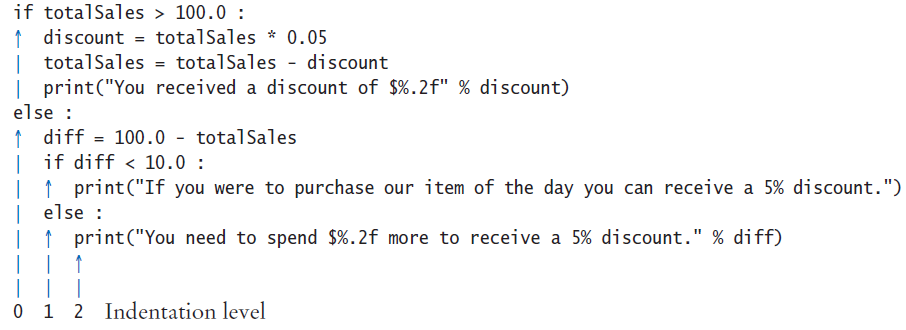 if totalSales > 100.0 :
discount = totalSales * 0.05
totalSales = totalSales - discount
print("You received a discount of $%.2f" % discount)
else :
diff = 100.0 - totalSales
if diff < 10.0 :
print("If you were to purchase our item of the day you can receive a 5% discount.")
else :
print("You need to spend $%.2f more to receive a 5% discount." % diff)
0 1 2 Indentation level